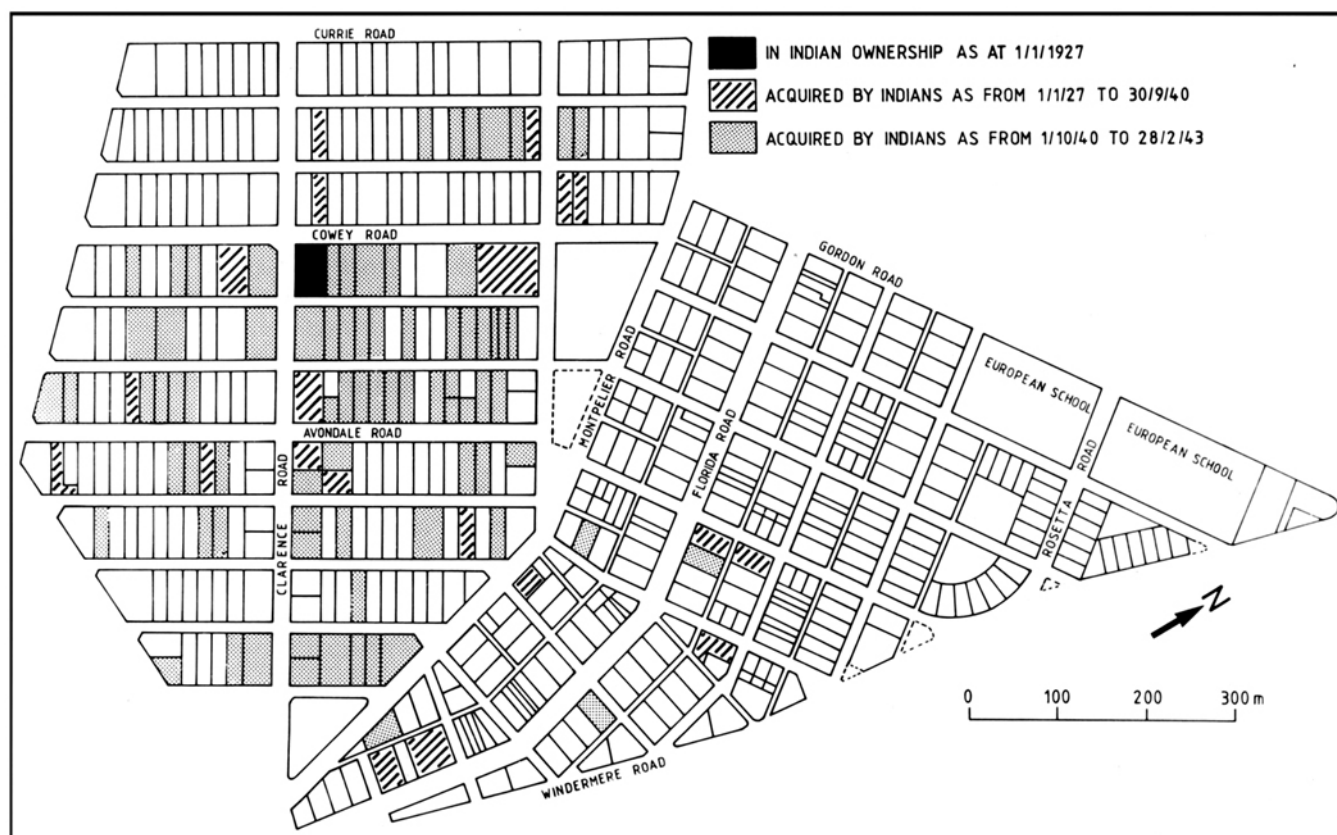 CURRIE ROAD
IN INDIAN OWNERSHIP AS AT 1/1/1927
ACQUIRED BY INDIANS AS FROM 1/1/27 TO 30/9/40
ACQUIRED BY INDIANS AS FROM 1/10/40 TO 28/2/43
COWEY ROAD
GORDON ROAD
MONTPELIER ROAD
EUROPEAN SCHOOL
EUROPEAN SCHOOL
AVONDALE ROAD
FLORIDA ROAD
CLARENCE ROAD
ROSETTA ROAD
N
0 100 200 300 m
WINDERMERE ROAD